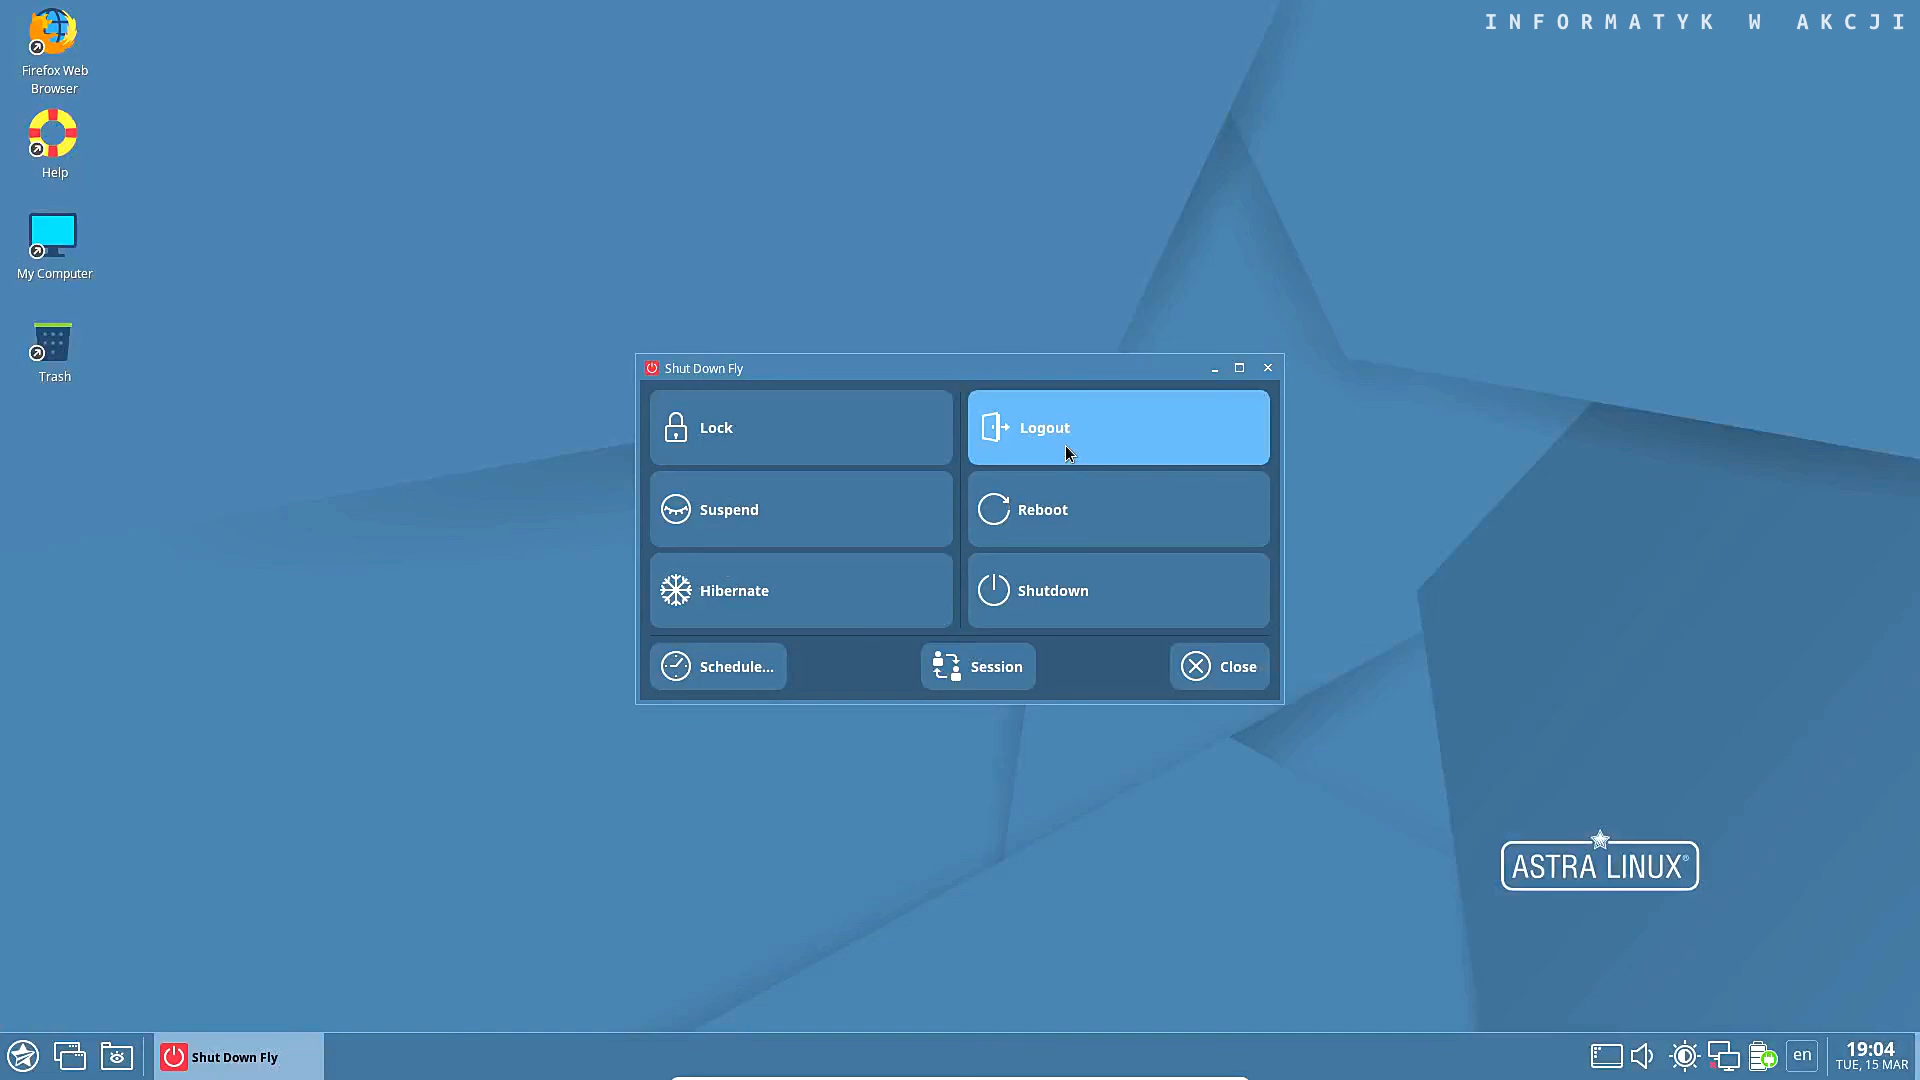 INFORMATYK W AKCJI
Firefox Web
Browser
Help
My Computer
Trash
Shut Down Fly
Lock
Logout
Suspend
Reboot
Hibernate
Shutdown
Schedule...
Session
Close
ASTRA LINUX®
Shut Down Fly
en
19:04
TUE, 15 MAR